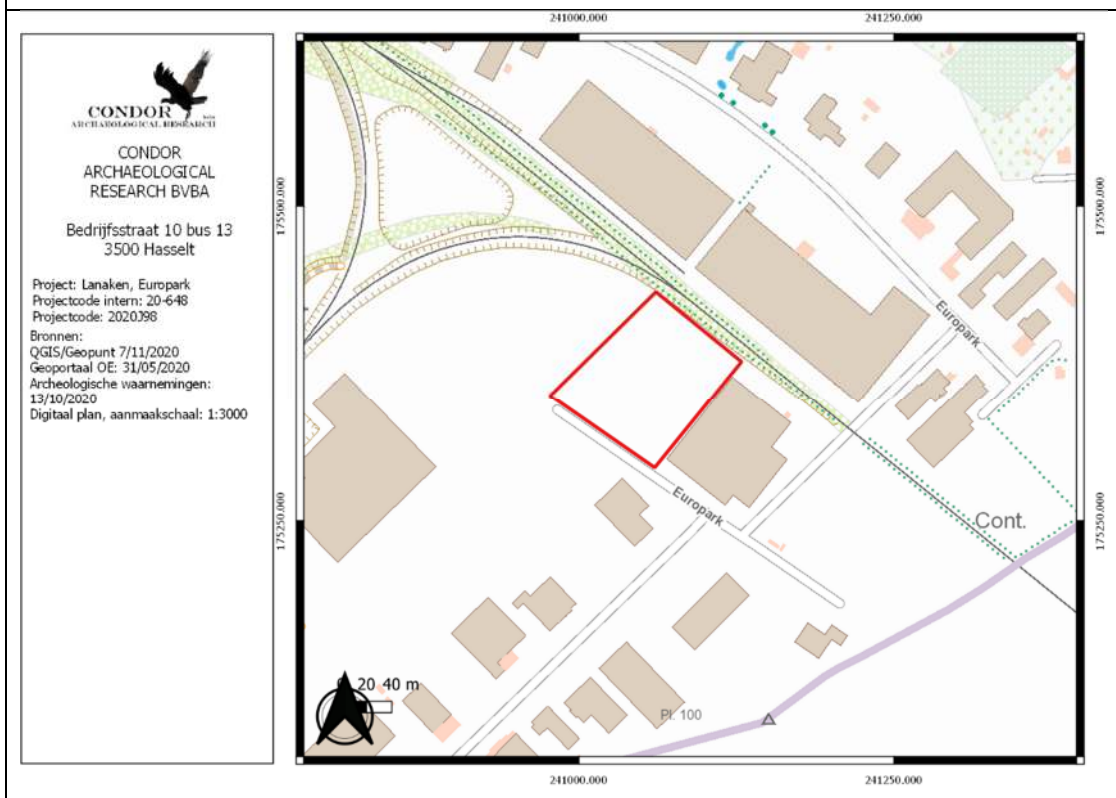 CONDOR bvba
ARCHAEOLOGICAL RESEARCH
CONDOR
ARCHAEOLOGICAL
RESEARCH BVBA
Bedrijfsstraat 10 bus 13
3500 Hasselt
Project: Lanaken, Europark
Projectcode intern: 20-648
Projectcode: 2020J98
Bronnen:
QGIS/Geopunt 7/11/2020
Geoportaal OE: 31/05/2020
Archeologische waarnemingen:
13/10/2020
Digitaal plan, aanmaakschaal: 1:3000
241000.000
241250.000
175500.000
175500.000
Europark
Europark
175250.000
175250.000
Cont.
0 20 40 m
Pl. 100
241000.000
241250.000